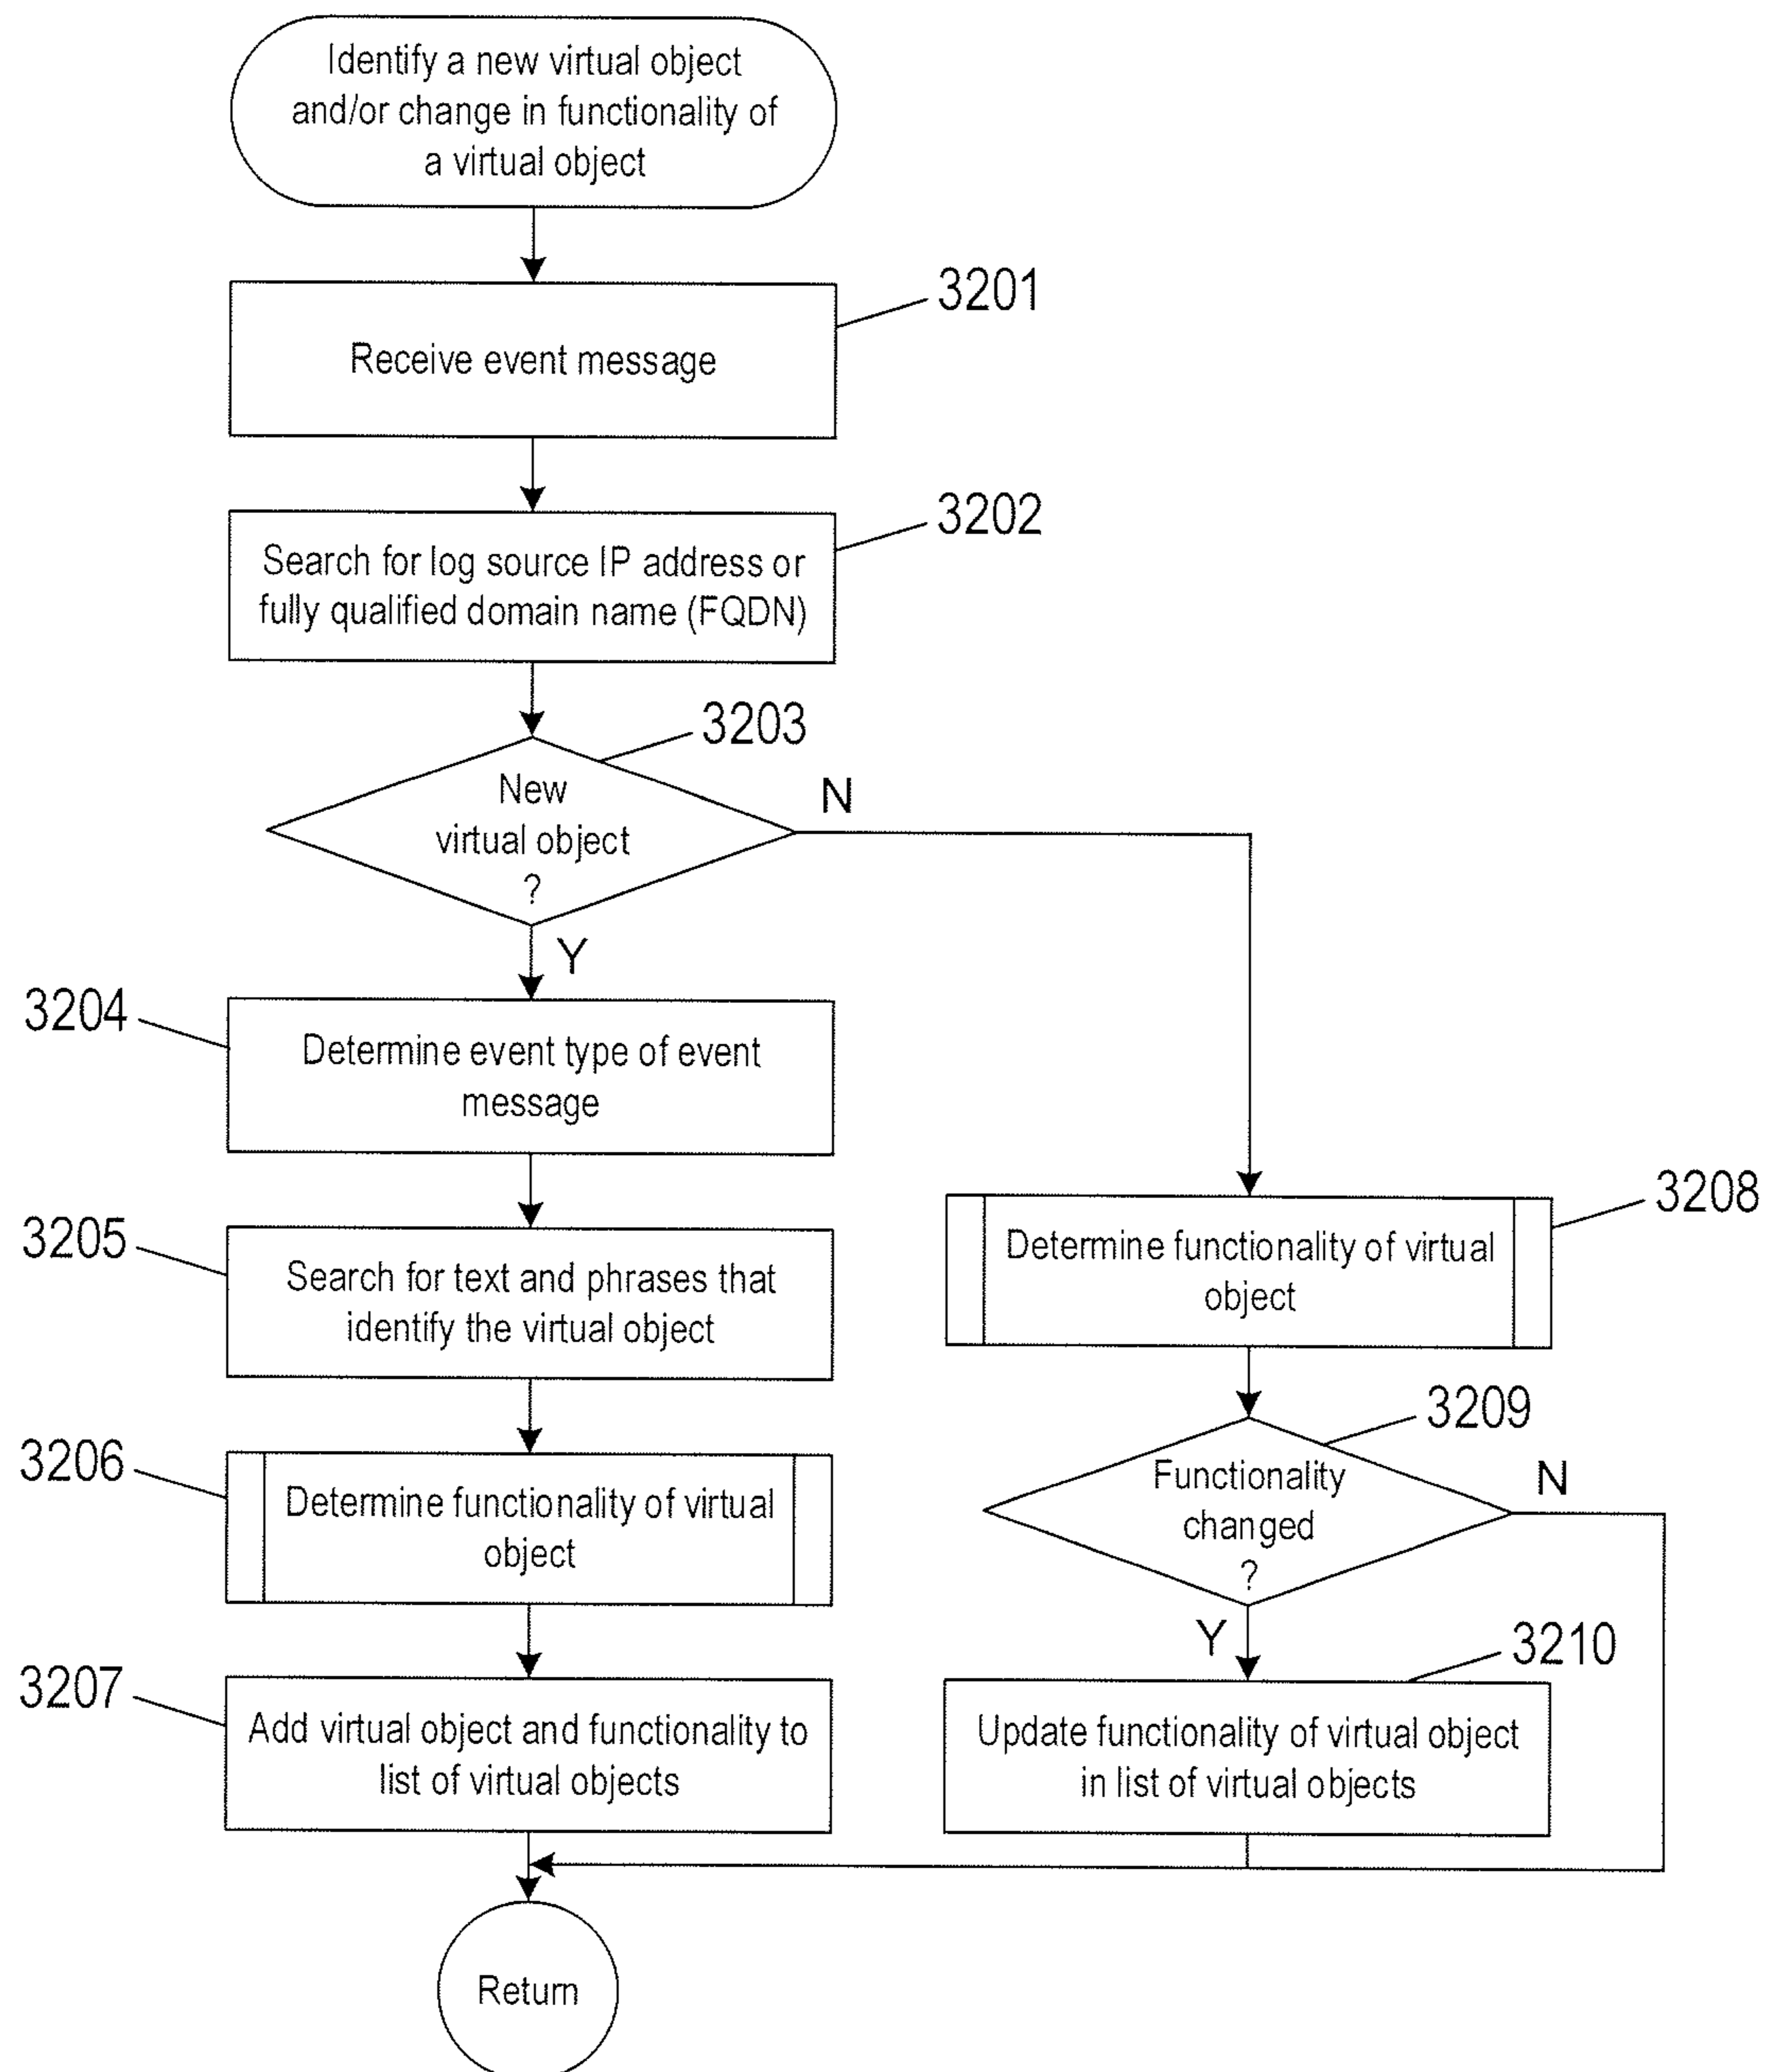 Identify a new virtual object
and/or change in functionality of
a virtual object
3201
Receive event message
3202
Search for log source IP address or
fully qualified domain name (FQDN)
3203
New
virtual object
?
N
Y
3204
Determine event type of event
message
3205
Search for text and phrases that
identify the virtual object
3206
Determine functionality of virtual
object
3207
Add virtual object and functionality to
list of virtual objects
3208
Determine functionality of virtual
object
3209
Functionality
changed
?
N
Y
3210
Update functionality of virtual object
in list of virtual objects
Return